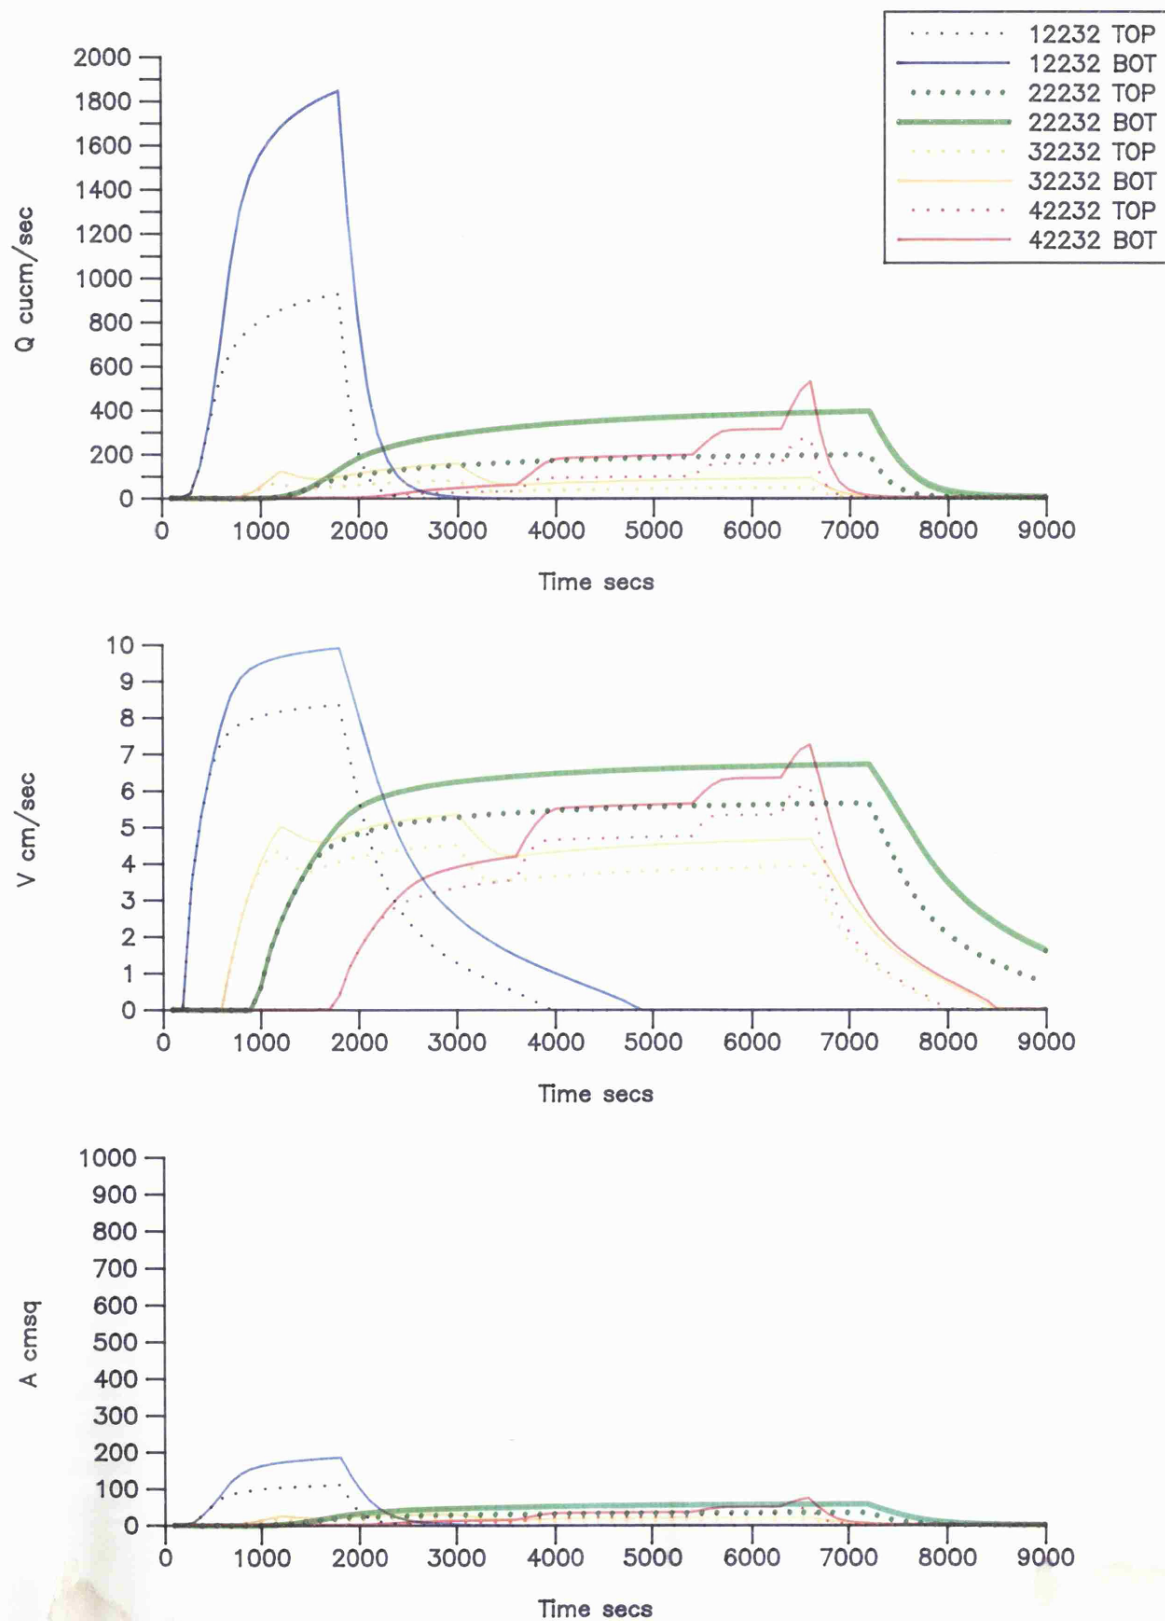 12232 TOP
12232 BOT
22232 TOP
22232 BOT
32232 TOP
32232 BOT
42232 TOP
42232 BOT
2000
1800
1600
1400
1200
1000
800
600
400
200
0
Q cucm/sec
0 1000 2000 3000 4000 5000 6000 7000 8000 9000
Time secs
10
9
8
7
6
5
4
3
2
1
0
V cm/sec
0 1000 2000 3000 4000 5000 6000 7000 8000 9000
Time secs
1000
900
800
700
600
500
400
300
200
100
0
A cmsq
0 1000 2000 3000 4000 5000 6000 7000 8000 9000
Time secs